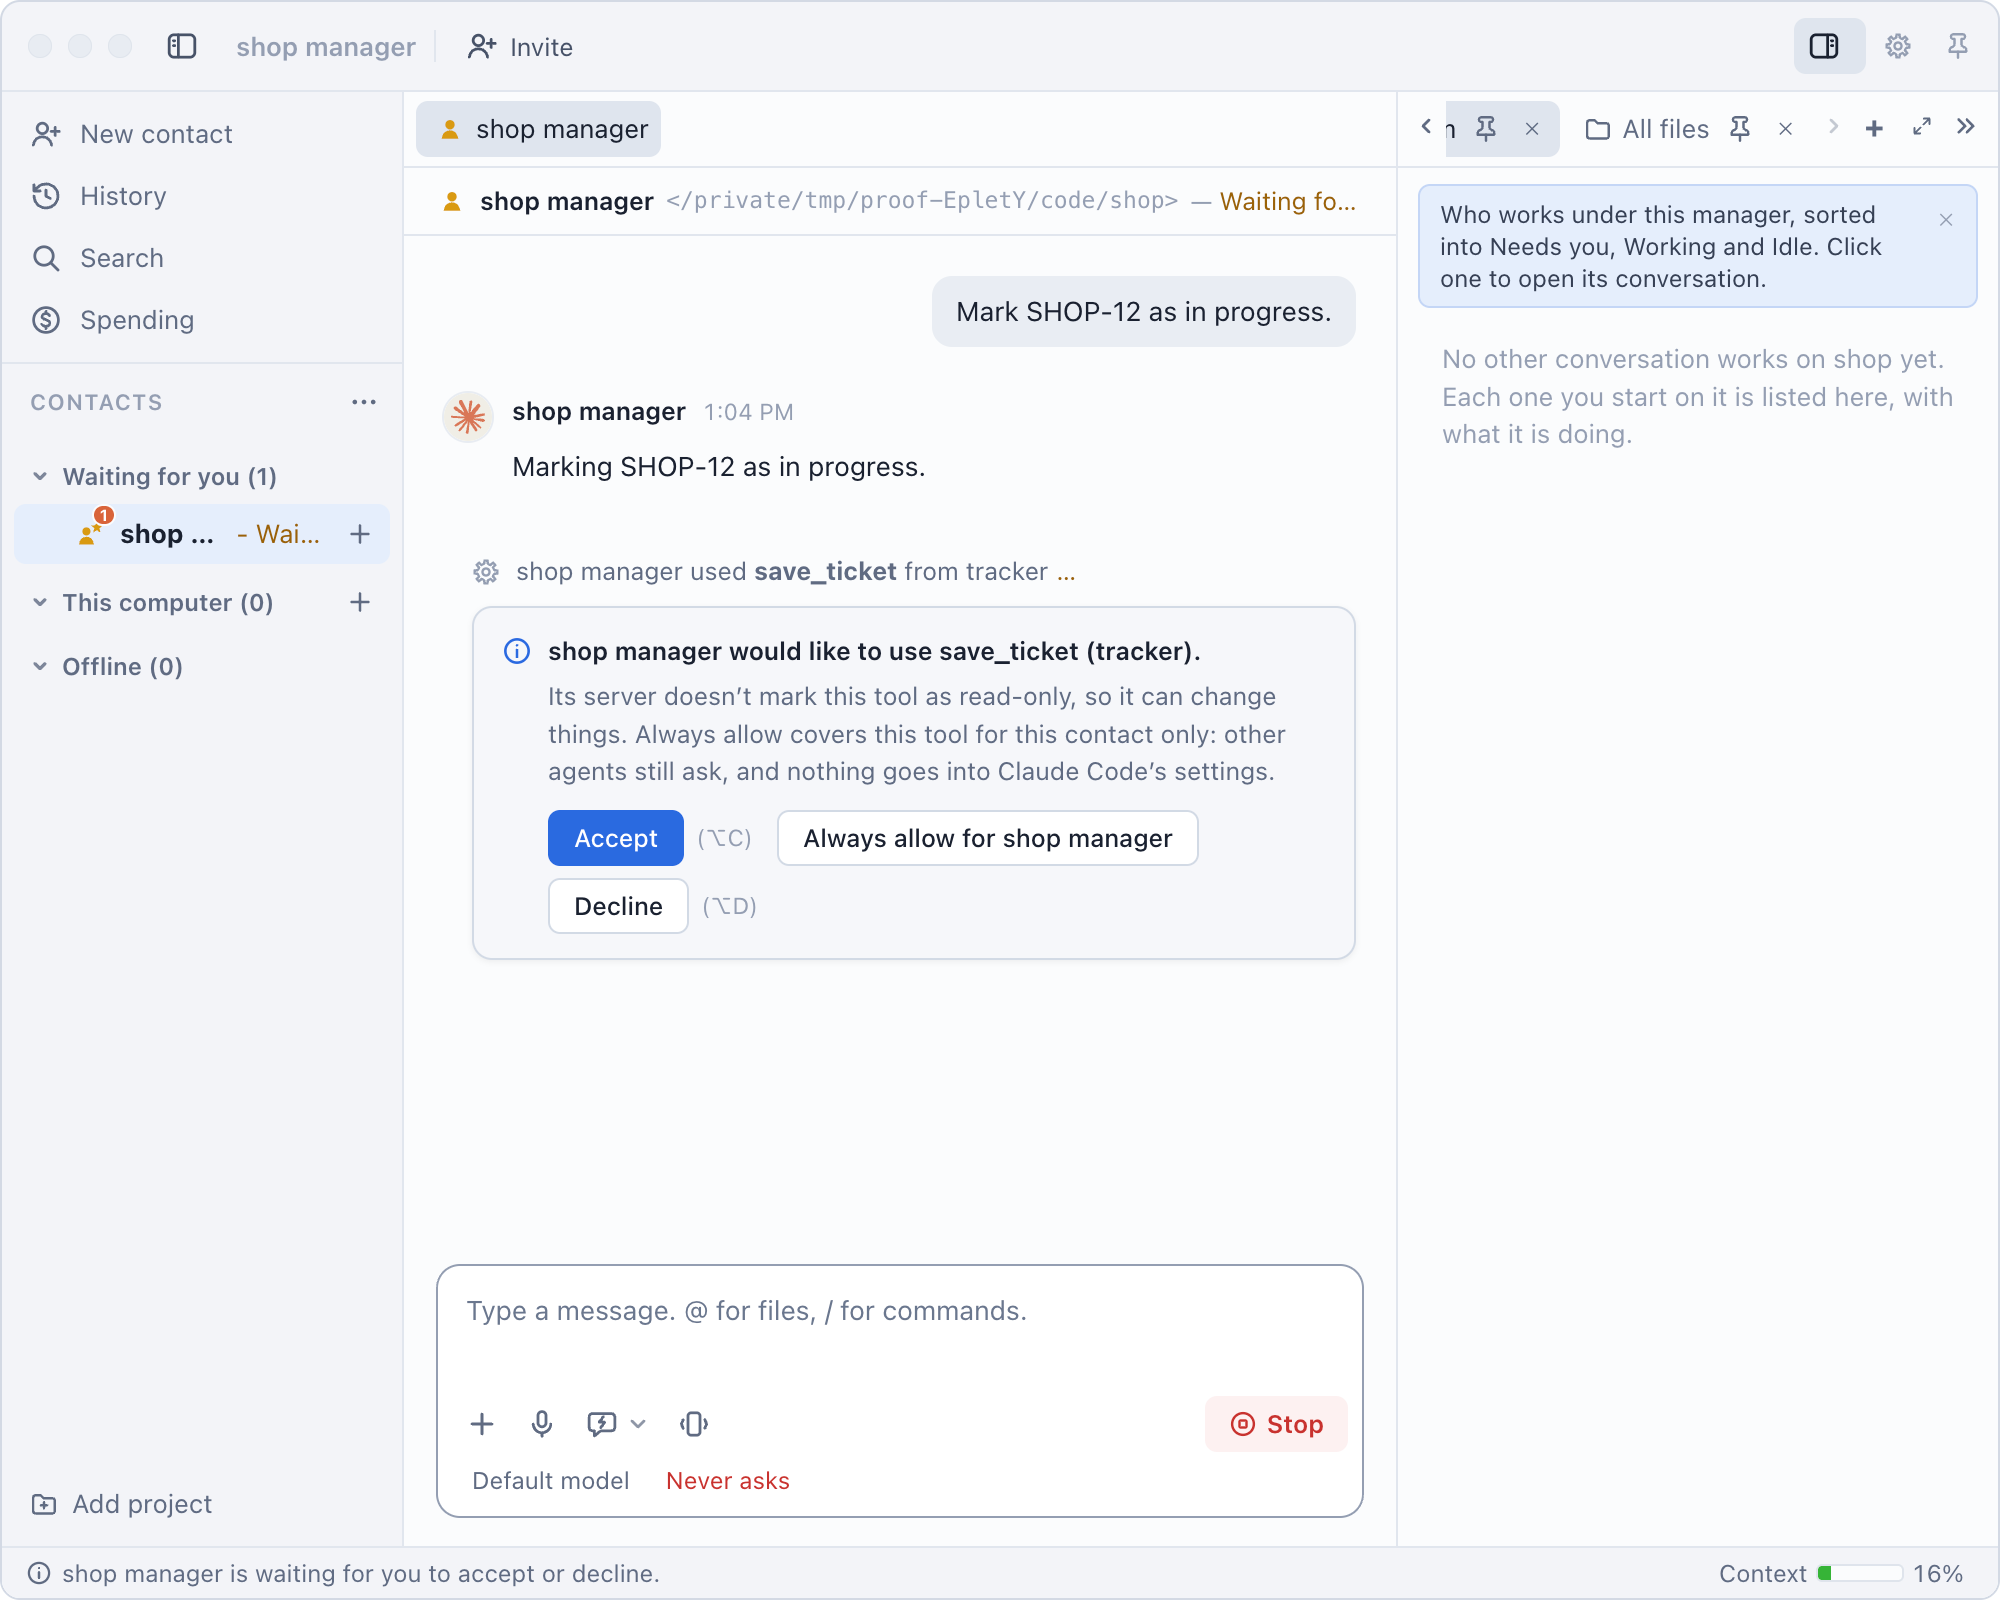 shop manager
Invite
New contact
History
Search
Spending
CONTACTS
Waiting for you (1)
1
shop ... - Wai...
This computer (0)
Offline (0)
Add project
shop manager
shop manager </private/tmp/proof-EpletY/code/shop> — Waiting fo...
Mark SHOP-12 as in progress.
shop manager 1:04 PM
Marking SHOP-12 as in progress.
shop manager used save_ticket from tracker ...
shop manager would like to use save_ticket (tracker).
Its server doesn’t mark this tool as read-only, so it can change
things. Always allow covers this tool for this contact only: other
agents still ask, and nothing goes into Claude Code’s settings.
Accept (⌥C) Always allow for shop manager
Decline (⌥D)
Type a message. @ for files, / for commands.
Stop
Default model Never asks
All files
Who works under this manager, sorted
into Needs you, Working and Idle. Click
one to open its conversation.
No other conversation works on shop yet.
Each one you start on it is listed here, with
what it is doing.
shop manager is waiting for you to accept or decline.
Context 16%